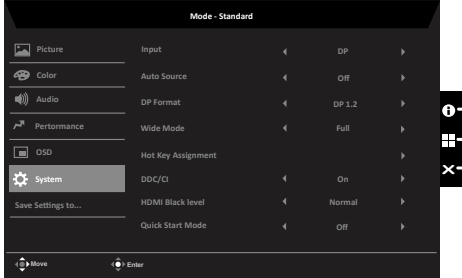 Mode - Standard
Picture
Input DP
Color
Auto Source Off
Audio
DP Format DP 1.2
Pertormance
Wide Mode Full
OSD
Hot Key Assignment
System
DDC/CI On
Save Settings to...
HDMI Black level Normal
Quick Start Mode Off
Move Enter